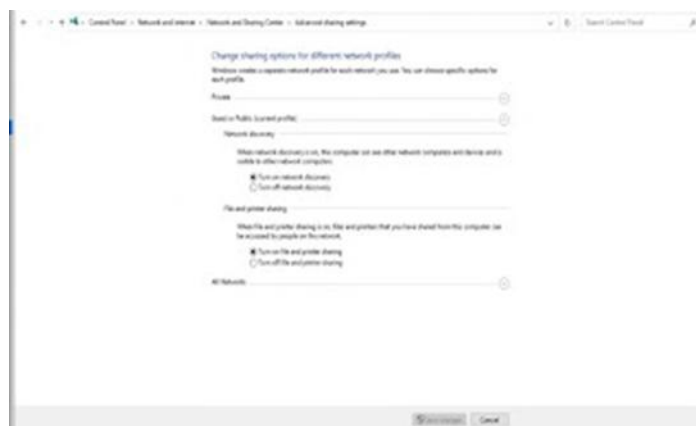 Control Panel > Network and Internet > Network and Sharing Center > Advanced sharing settings
Search Control Panel
Change sharing options for different network profiles
Windows creates a separate network profile for each network you use. You can choose specific options for
each profile.
Private
Guest or Public (current profile)
Network discovery
When network discovery is on, this computer can see other network computers and devices and is
visible to other network computers.
Turn on network discovery
Turn off network discovery
File and printer sharing
When file and printer sharing is on, files and printers that you have shared from this computer can
be accessed by people on the network.
Turn on file and printer sharing
Turn off file and printer sharing
All Networks
Save changes
Cancel